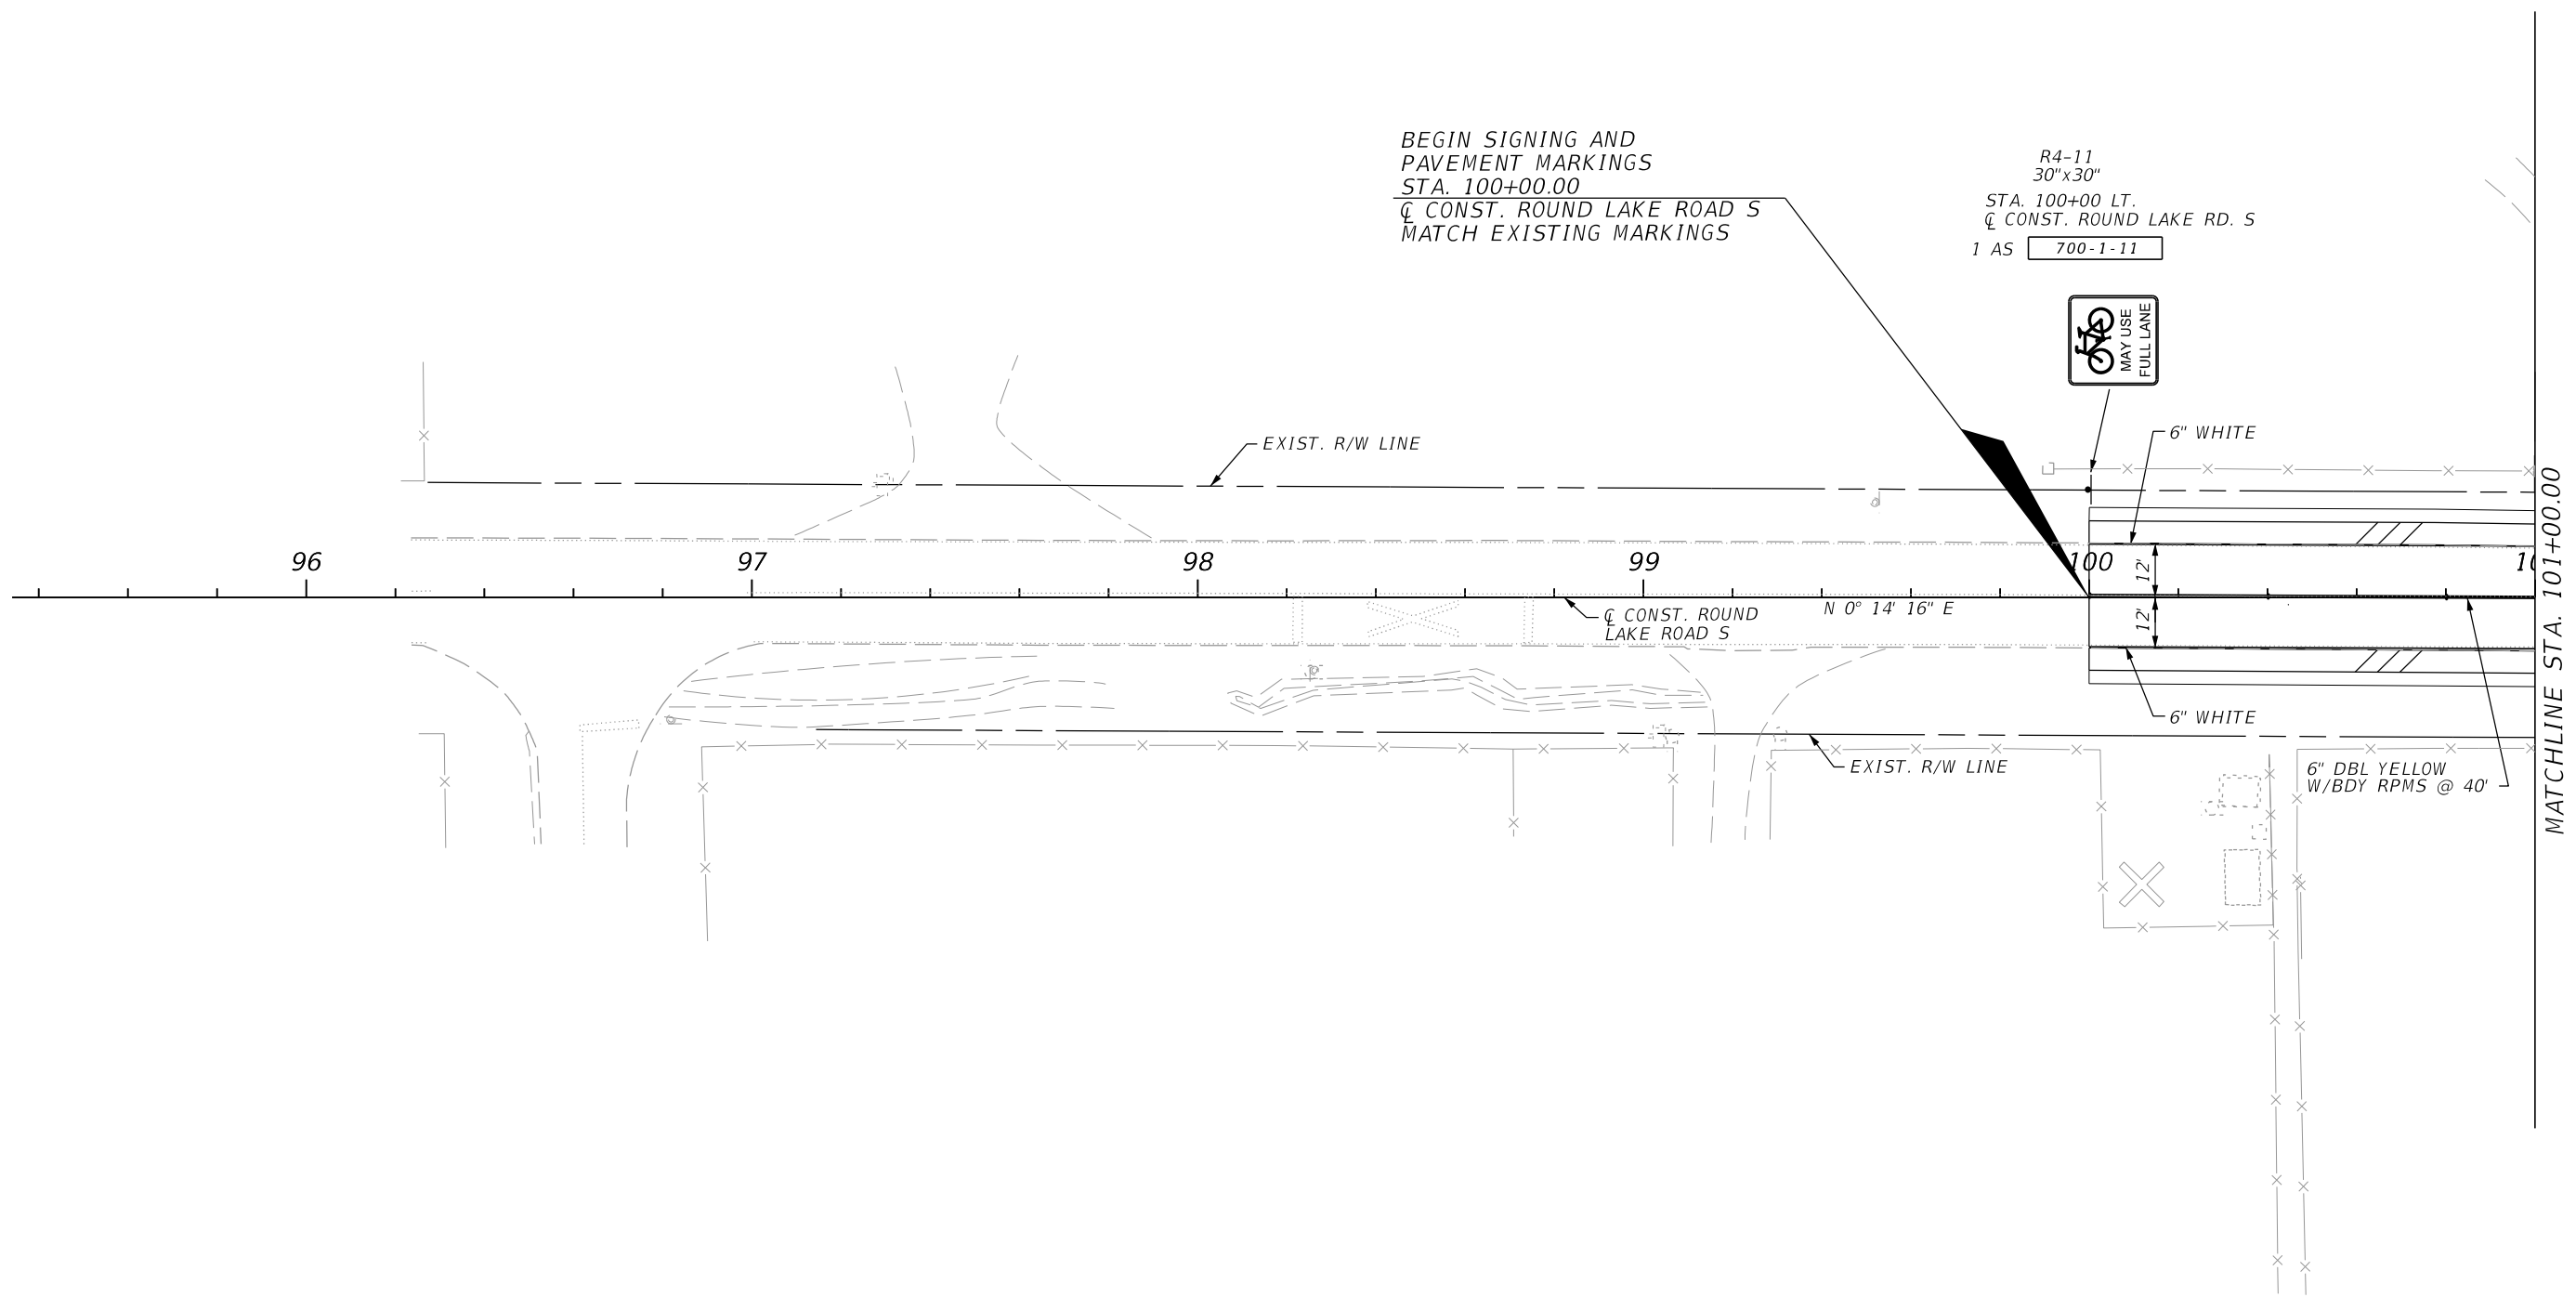 BEGIN SIGNING AND
PAVEMENT MARKINGS
STA. 100+00.00
℄ CONST. ROUND LAKE ROAD S
MATCH EXISTING MARKINGS
R4-11
30"x30"
STA. 100+00 LT.
℄ CONST. ROUND LAKE RD. S
1 AS 700-1-11
MAY USE
FULL LANE
EXIST. R/W LINE
6" WHITE
96
97
98
99
100
10
12'
12'
℄ CONST. ROUND
LAKE ROAD S
N 0° 14' 16" E
6" WHITE
EXIST. R/W LINE
6" DBL YELLOW
W/BDY RPMS @ 40'
MATCHLINE STA. 101+00.00